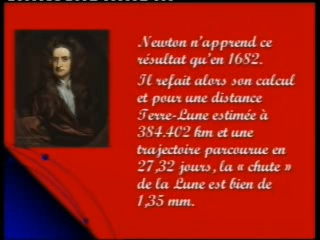 Newton n'apprend ce
résultat qu'en 1682.
Il refait alors son calcul
et pour une distance
Terre-Lune estimée à
384.402 km et une
trajectoire parcourue en
27,32 jours, la « chute »
de la Lune est bien de
1,35 mm.